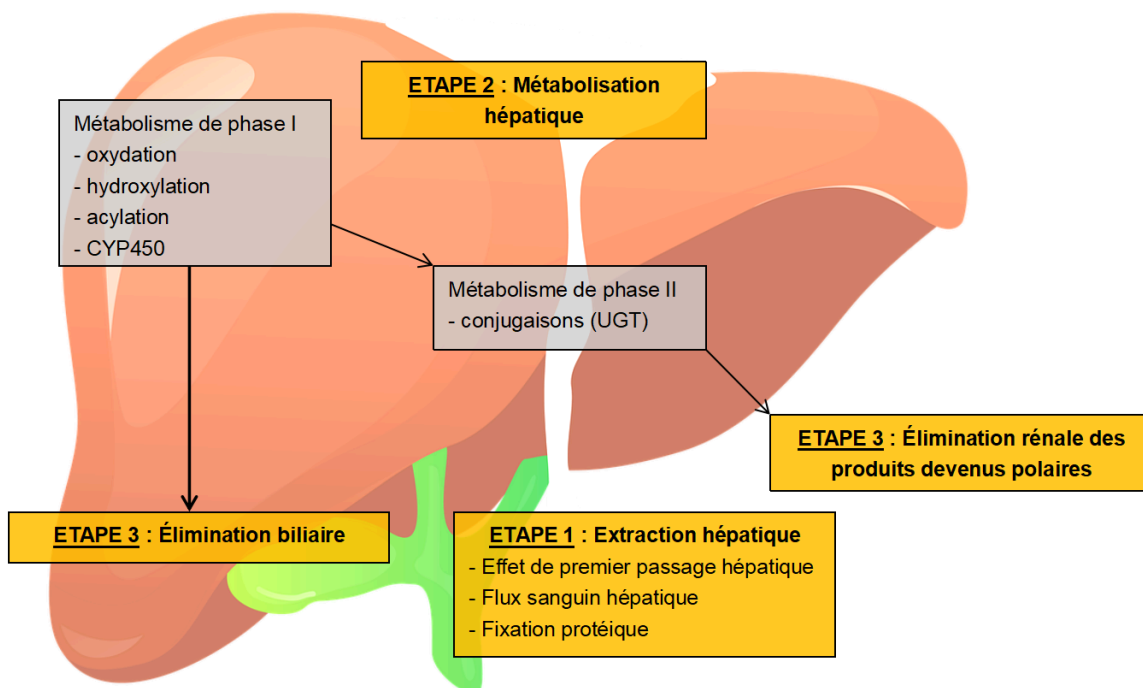 ETAPE 2 : Métabolisation
hépatique
Métabolisme de phase I
- oxydation
- hydroxylation
- acylation
- CYP450
Métabolisme de phase II
- conjugaisons (UGT)
ETAPE 3 : Élimination rénale des
produits devenus polaires
ETAPE 3 : Élimination biliaire
ETAPE 1 : Extraction hépatique
- Effet de premier passage hépatique
- Flux sanguin hépatique
- Fixation protéique